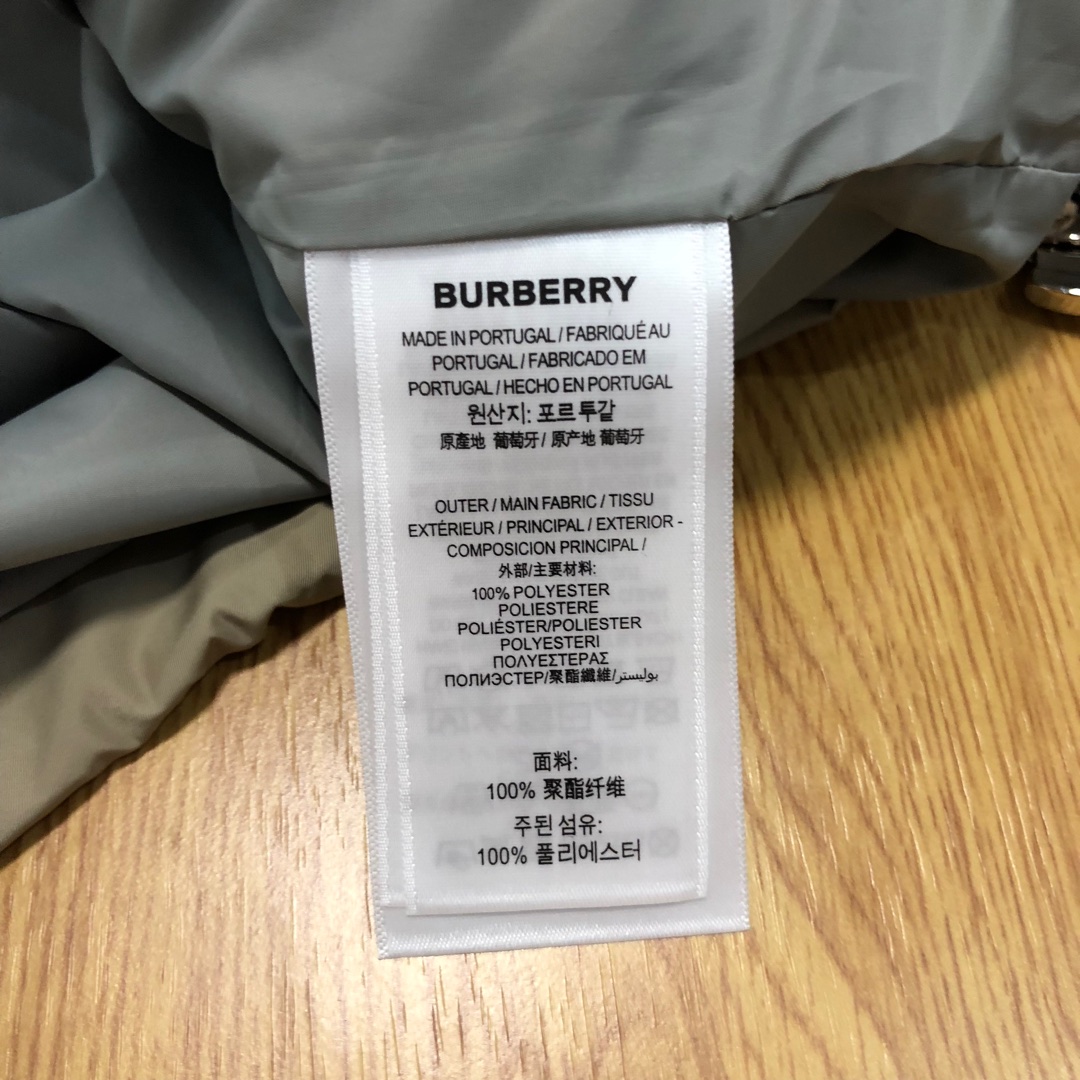 BURBERRY
MADE IN PORTUGAL / FABRIQUÉ AU
PORTUGAL / FABRICADO EM
PORTUGAL / HECHO EN PORTUGAL
원산지: 포르투갈
原產地 葡萄牙 / 原产地 葡萄牙
OUTER / MAIN FABRIC / TISSU
EXTÉRIEUR / PRINCIPAL / EXTERIOR -
COMPOSICION PRINCIPAL /
外部/主要材料:
100% POLYESTER
POLIESTERE
POLIÉSTER/POLIESTER
POLYESTERI
ΠΟΛΥΕΣΤΕΡΑΣ
ПОЛИЭСТЕР/聚酯纖維/بوليستر
面料:
100% 聚酯纤维
주된 섬유:
100% 폴리에스터